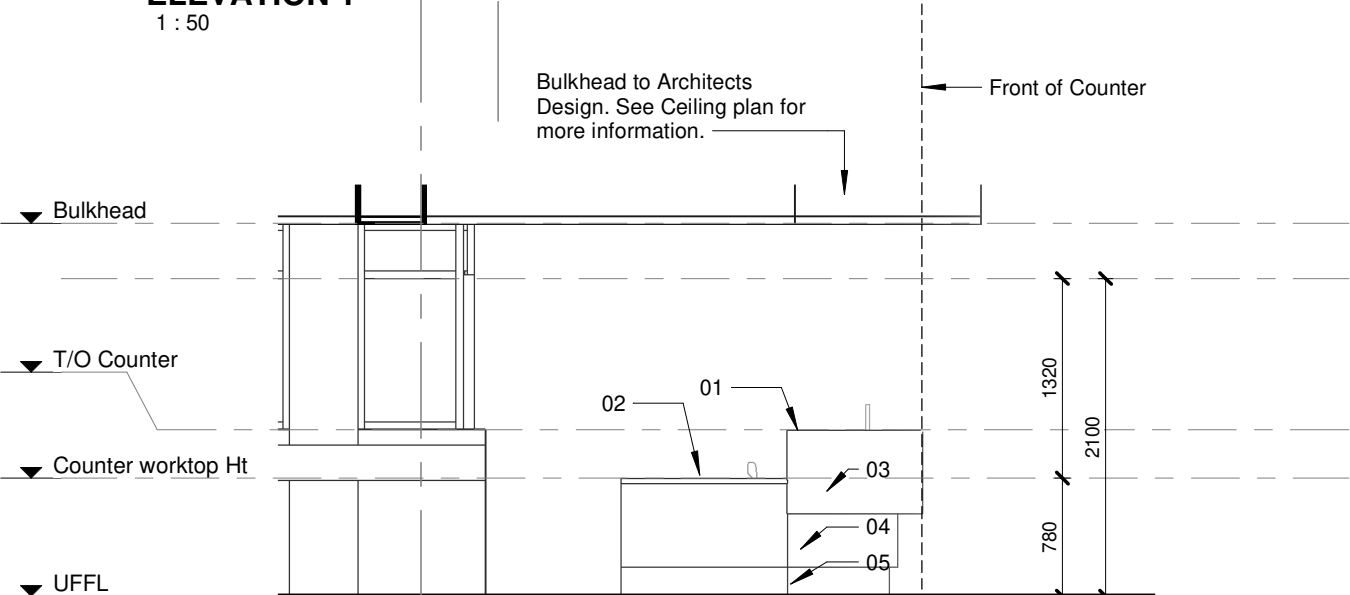 ELEVATION 1
1 : 50
Bulkhead to Architects
Design. See Ceiling plan for
more information.
Front of Counter
Bulkhead
T/O Counter
01
02
1320
2100
Counter worktop Ht
03
04
780
05
UFFL